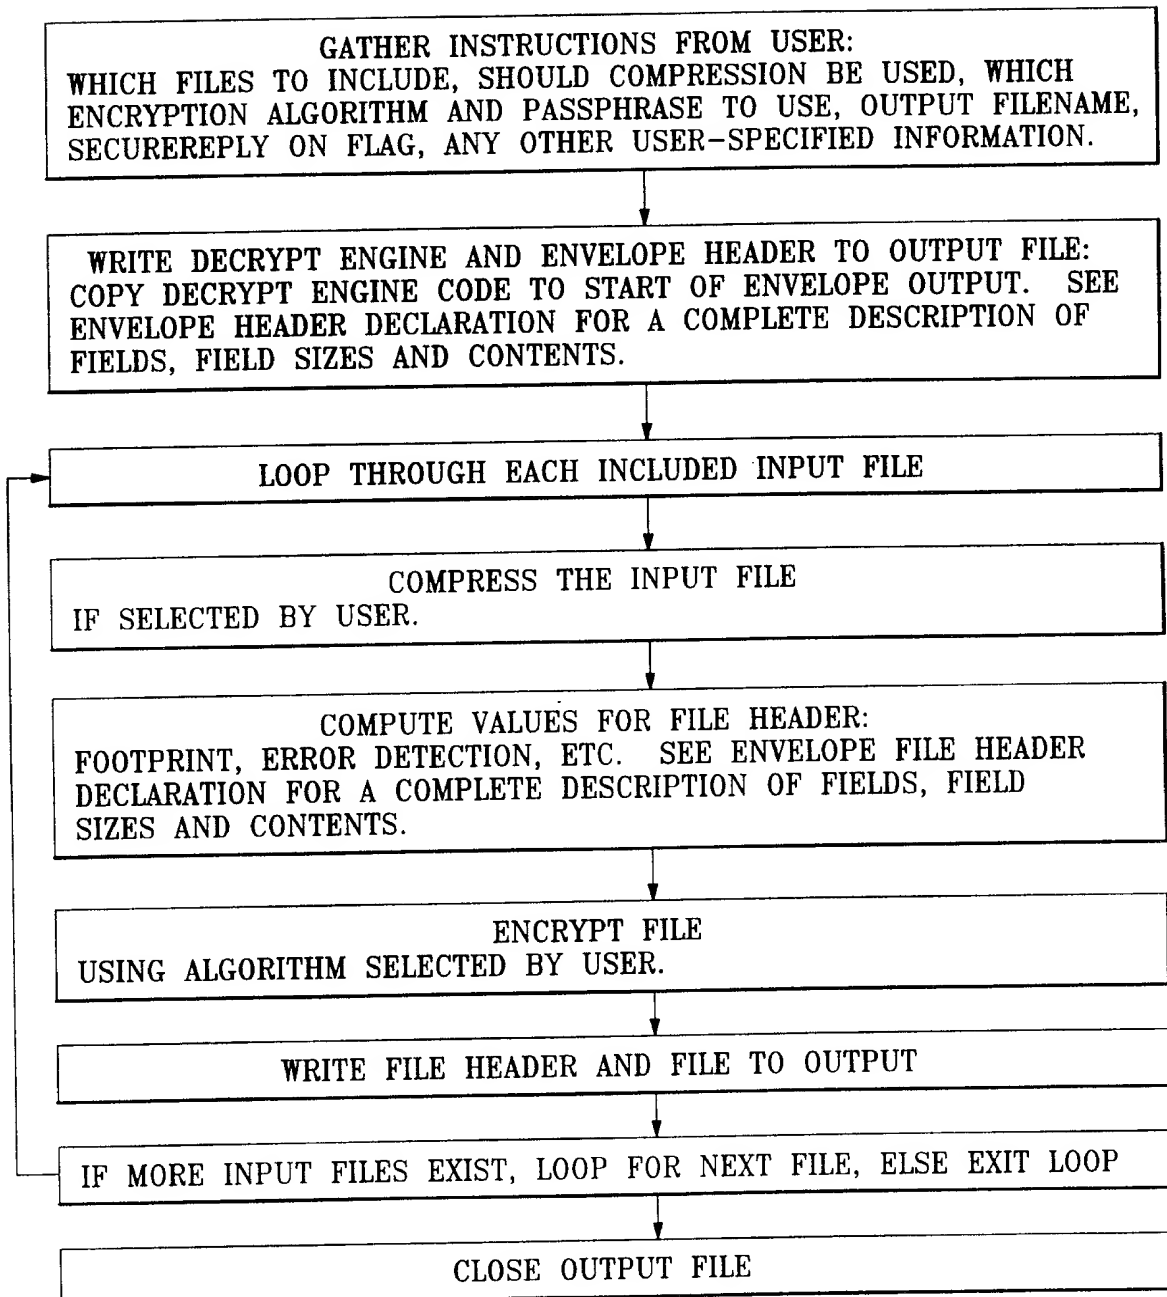 GATHER INSTRUCTIONS FROM USER:
WHICH FILES TO INCLUDE, SHOULD COMPRESSION BE USED, WHICH
ENCRYPTION ALGORITHM AND PASSPHRASE TO USE, OUTPUT FILENAME,
SECUREREPLY ON FLAG, ANY OTHER USER-SPECIFIED INFORMATION.
WRITE DECRYPT ENGINE AND ENVELOPE HEADER TO OUTPUT FILE:
COPY DECRYPT ENGINE CODE TO START OF ENVELOPE OUTPUT. SEE
ENVELOPE HEADER DECLARATION FOR A COMPLETE DESCRIPTION OF
FIELDS, FIELD SIZES AND CONTENTS.
LOOP THROUGH EACH INCLUDED INPUT FILE
COMPRESS THE INPUT FILE
IF SELECTED BY USER.
COMPUTE VALUES FOR FILE HEADER:
FOOTPRINT, ERROR DETECTION, ETC. SEE ENVELOPE FILE HEADER
DECLARATION FOR A COMPLETE DESCRIPTION OF FIELDS, FIELD
SIZES AND CONTENTS.
ENCRYPT FILE
USING ALGORITHM SELECTED BY USER.
WRITE FILE HEADER AND FILE TO OUTPUT
IF MORE INPUT FILES EXIST, LOOP FOR NEXT FILE, ELSE EXIT LOOP
CLOSE OUTPUT FILE